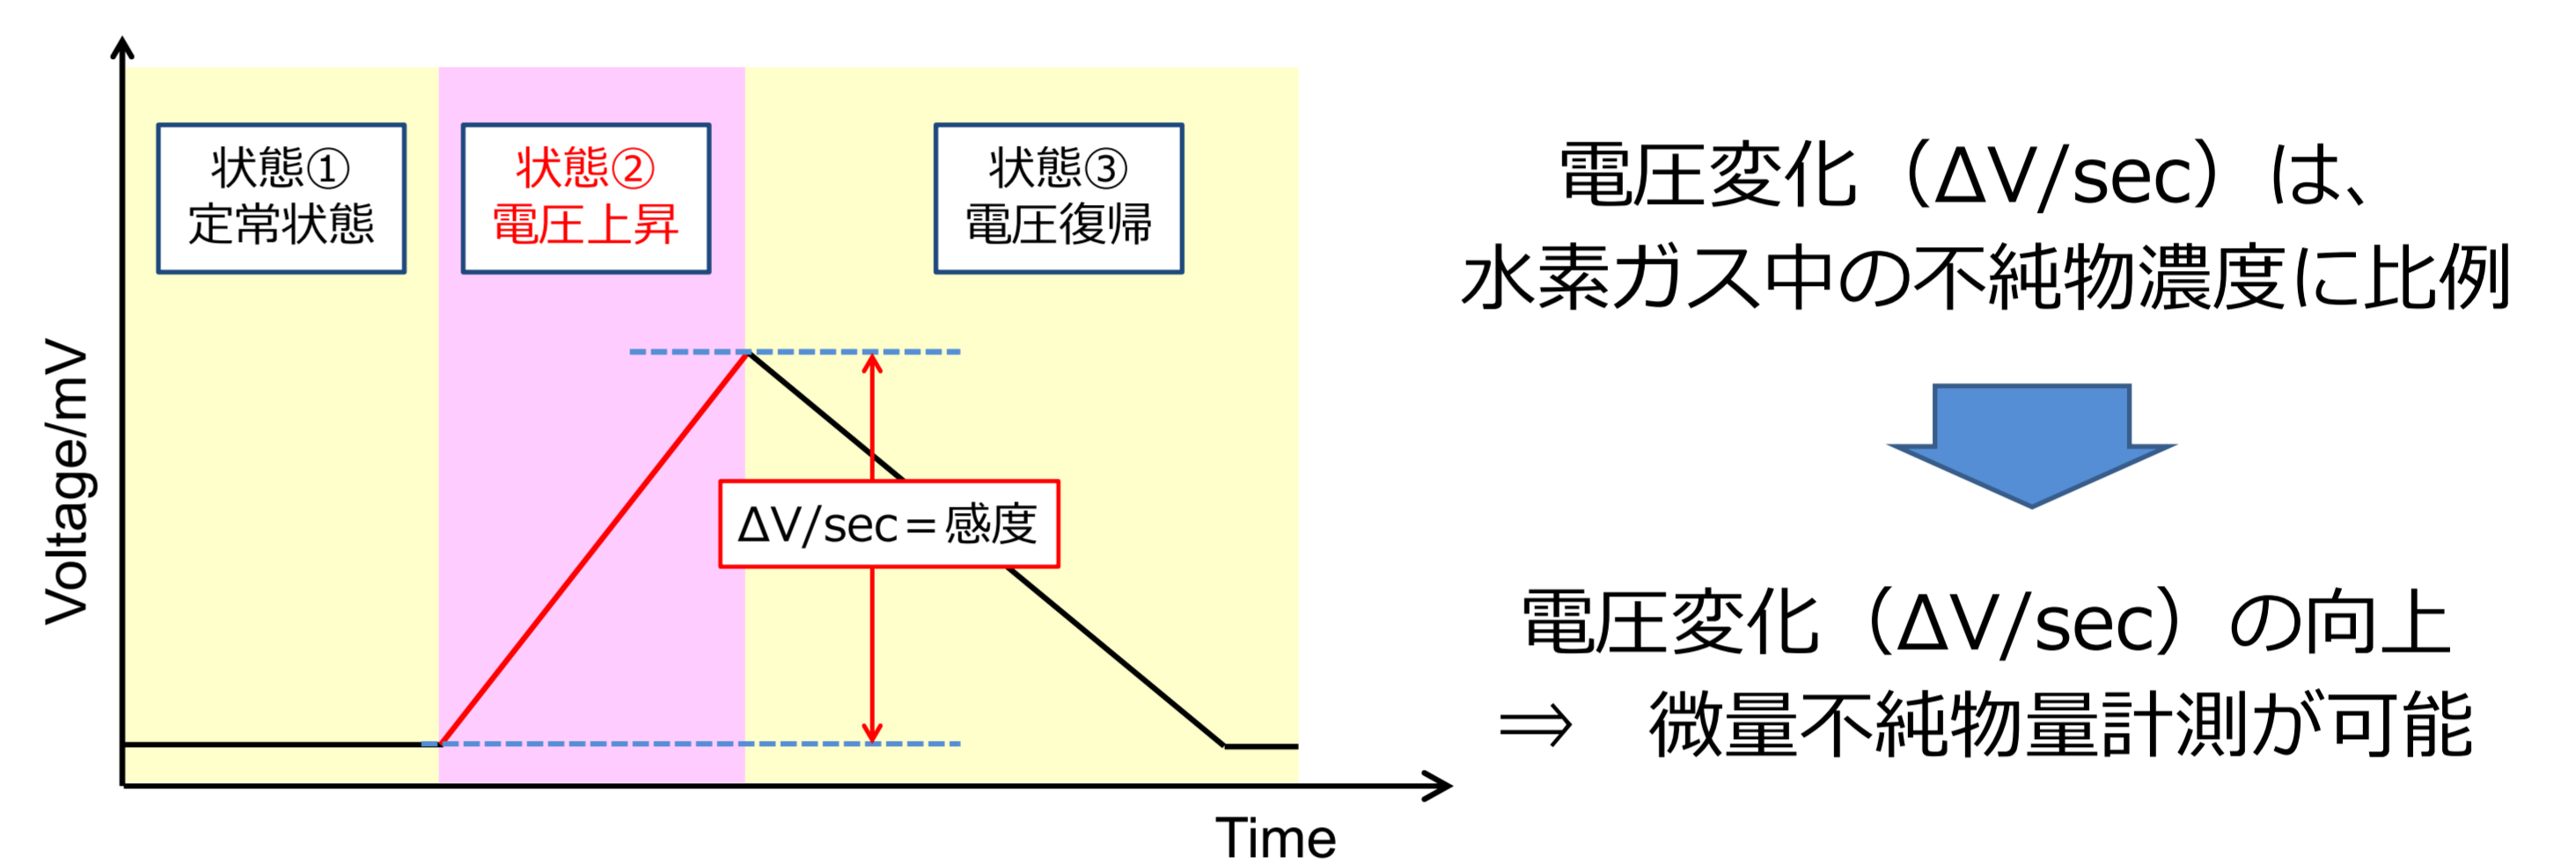 状態①
定常状態
状態②
電圧上昇
状態③
電圧復帰
Voltage/mV
ΔV/sec＝感度
Time
電圧変化（ΔV/sec）は、
水素ガス中の不純物濃度に比例
電圧変化（ΔV/sec）の向上
⇒　微量不純物量計測が可能